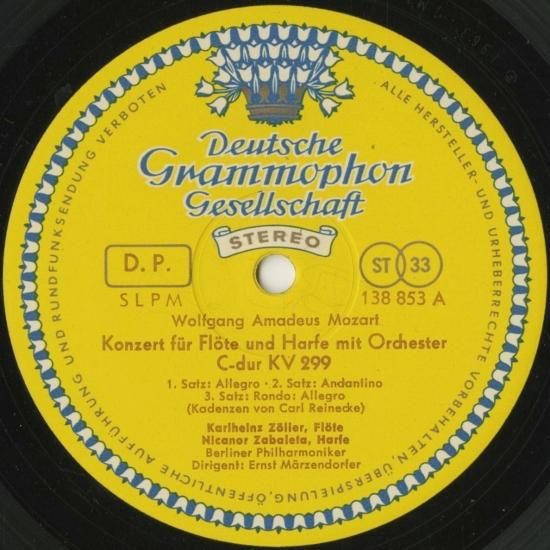 Deutsche
Grammophon
Gesellschaft
STEREO
D. P.
SLPM
ST 33
138 853 A
Wolfgang Amadeus Mozart
Konzert für Flöte und Harfe mit Orchester
C-dur KV 299
1. Satz: Allegro · 2. Satz: Andantino
3. Satz: Rondo: Allegro
(Kadenzen von Carl Reinecke)
Karlheinz Zöller, Flöte
Nicanor Zabaleta, Harfe
Berliner Philharmoniker
Dirigent: Ernst Märzendorfer
ALLE HERSTELLER- UND URHEBERRECHTE VORBEHALTEN, ÜBERSPIELUNG, ÖFFENTLICHE AUFFÜHRUNG UND RUNDFUNKSENDUNG VERBOTEN